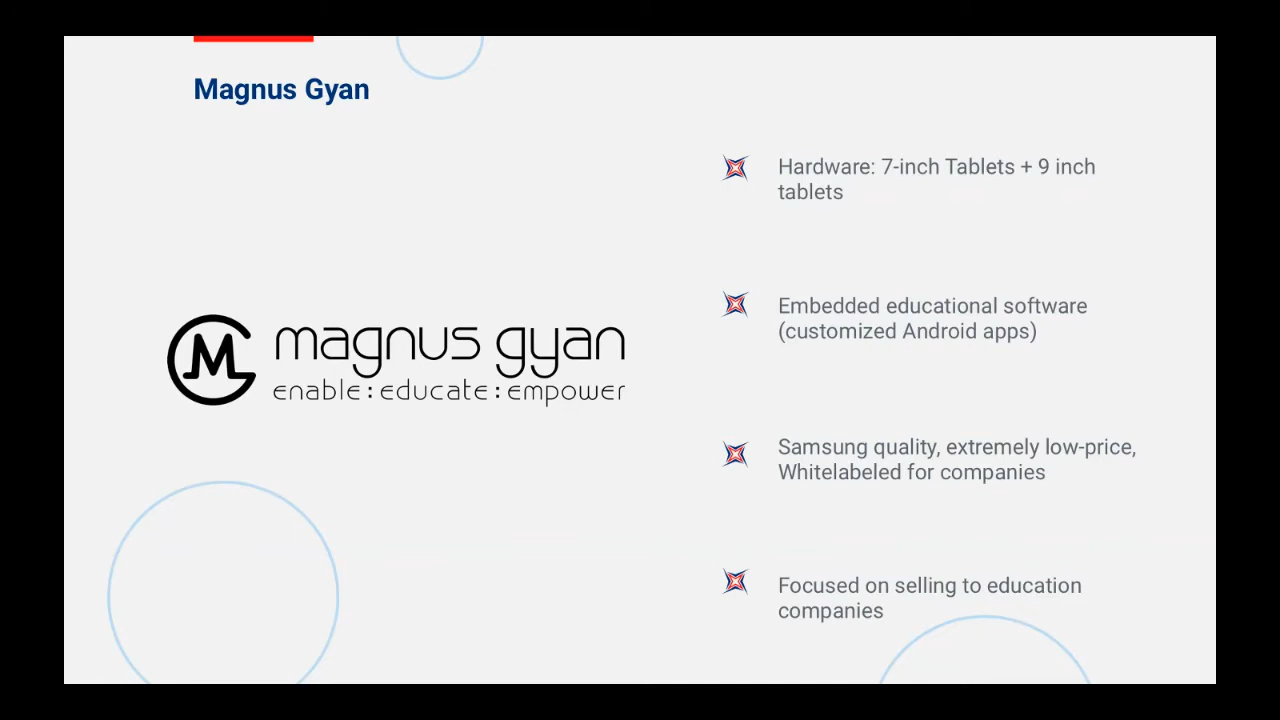 Magnus Gyan
magnus gyan
enable:educate:empower
Hardware: 7-inch Tablets + 9 inch
tablets
Embedded educational software
(customized Android apps)
Samsung quality, extremely low-price,
Whitelabeled for companies
Focused on selling to education
companies